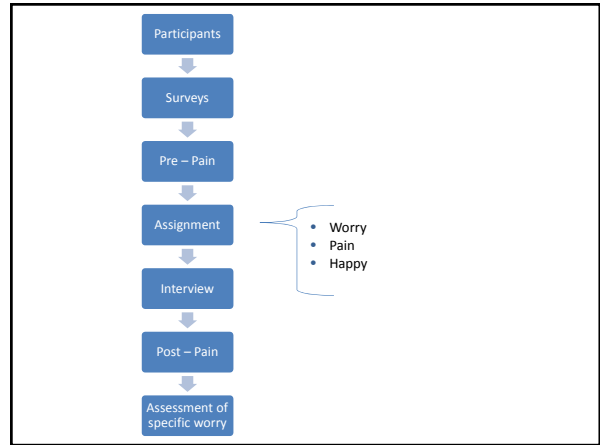 Participants
Surveys
Pre – Pain
Assignment
• Worry
• Pain
• Happy
Interview
Post – Pain
Assessment of
specific worry